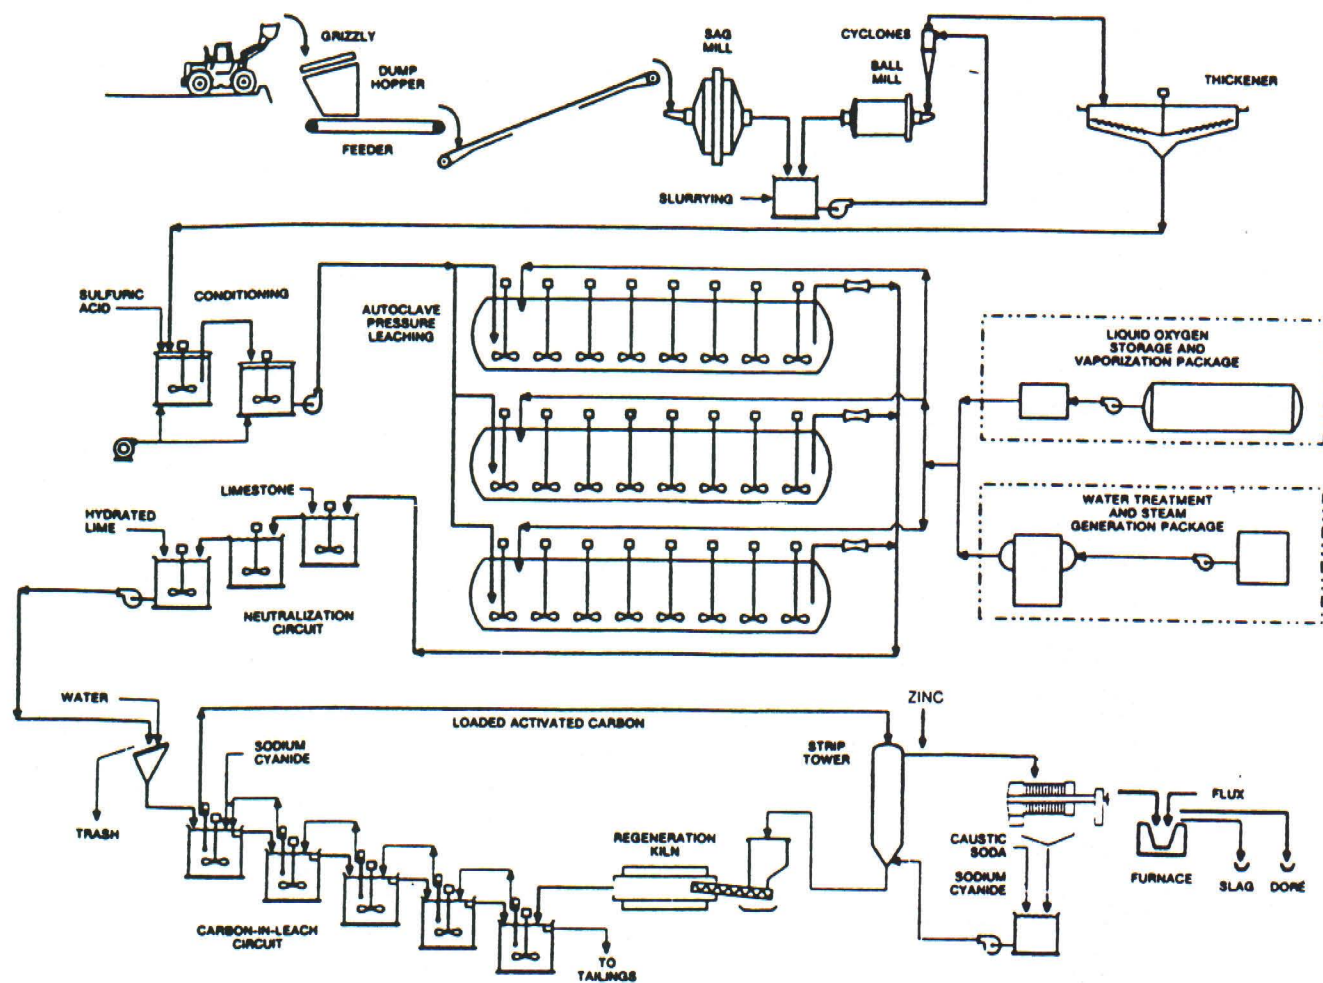 GRIZZLY
DUMP
HOPPER
FEEDER
SAG
MILL
CYCLONES
BALL
MILL
THICKENER
SLURRYING
SULFURIC
ACID
CONDITIONING
AUTOCLAVE
PRESSURE
LEACHING
LIQUID OXYGEN
STORAGE AND
VAPORIZATION PACKAGE
WATER TREATMENT
AND STEAM
GENERATION PACKAGE
LIMESTONE
HYDRATED
LIME
NEUTRALIZATION
CIRCUIT
WATER
LOADED ACTIVATED CARBON
ZINC
STRIP
TOWER
SODIUM
CYANIDE
TRASH
REGENERATION
KILN
CAUSTIC
SODA
SODIUM
CYANIDE
FLUX
FURNACE
SLAG
DORÉ
CARBON-IN-LEACH
CIRCUIT
TO
TAILINGS